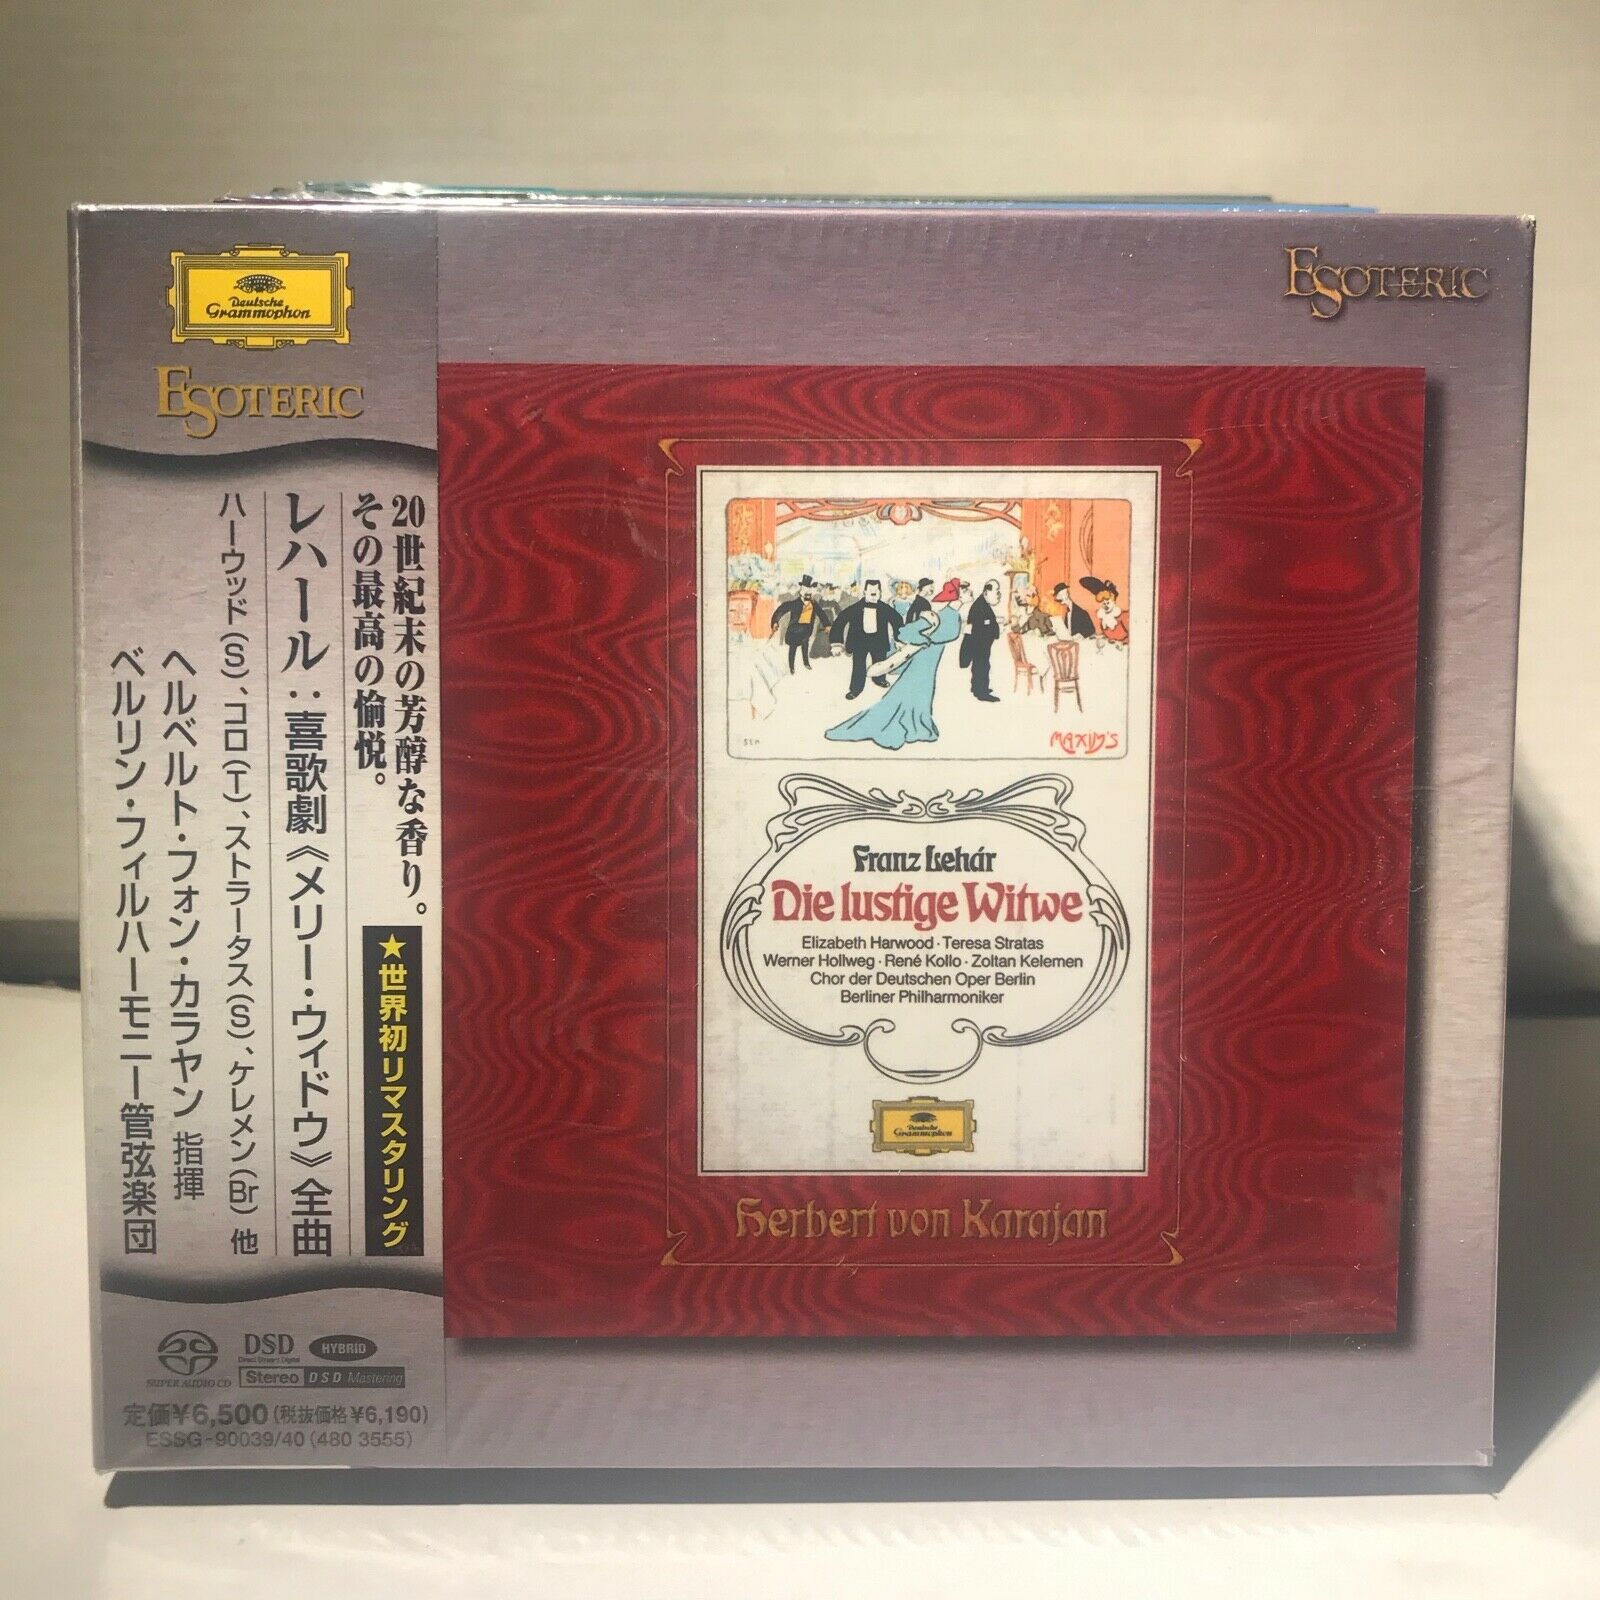 Deutsche
Grammophon
ESOTERIC
20世紀末の芳醇な香り。
その最高の愉悦。
★世界初リマスタリング
レハール:喜歌劇《メリー・ウィドウ》全曲
ハーウッド(S)、コロ(T)、ストラータス(S)、ケレメン(Br)他
ヘルベルト・フォン・カラヤン 指揮
ベルリン・フィルハーモニー管弦楽団
SUPER AUDIO CD
DSD
Direct Stream Digital
HYBRID
Stereo DSD Mastering
定価¥6,500(税抜価格¥6,190)
ESSG-90039/40 (480 3555)
ESOTERIC
SEM
MAXIM'S
Franz Lehár
Die lustige Witwe
Elizabeth Harwood · Teresa Stratas
Werner Hollweg · René Kollo · Zoltan Kelemen
Chor der Deutschen Oper Berlin
Berliner Philharmoniker
Deutsche
Grammophon
Herbert von Karajan